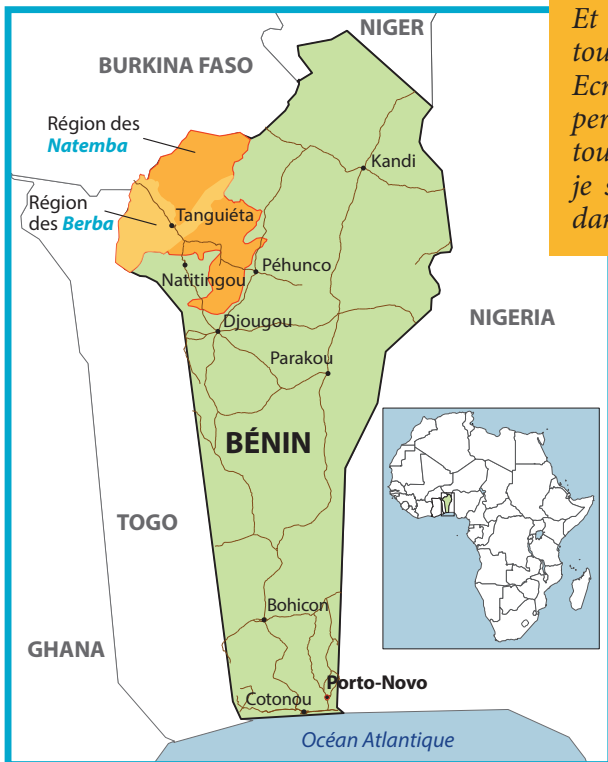 Et
tou
Ecr
per
tou
je s
dan
NIGER
BURKINA FASO
Région des
Natemba
Kandi
Région
des Berba
Tanguiéta
Péhunco
Natitingou
NIGERIA
Djougou
Parakou
BÉNIN
TOGO
Bohicon
GHANA
Porto-Novo
Cotonou
Océan Atlantique